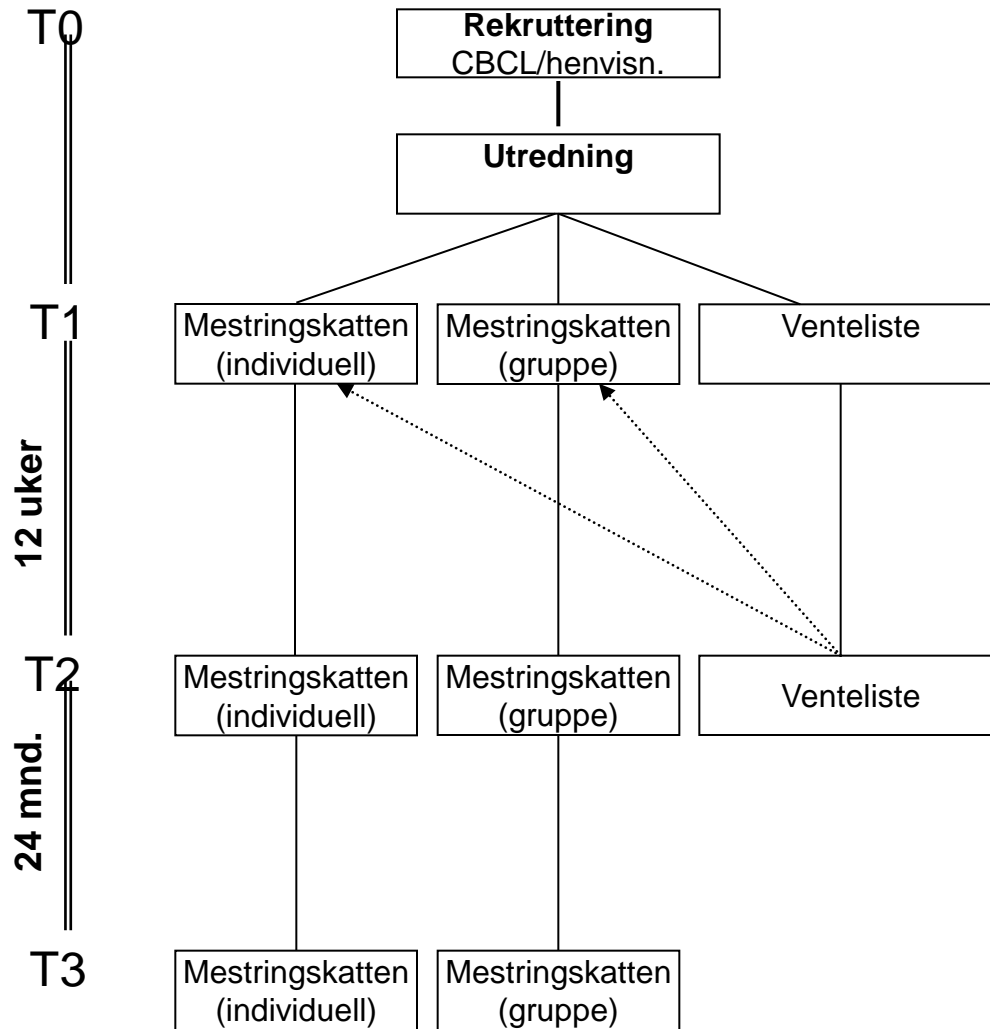 T0
Rekruttering
CBCL/henvisn.
Utredning
T1
Mestringskatten
(individuell)
Mestringskatten
(gruppe)
Venteliste
12 uker
T2
Mestringskatten
(individuell)
Mestringskatten
(gruppe)
Venteliste
24 mnd.
T3
Mestringskatten
(individuell)
Mestringskatten
(gruppe)